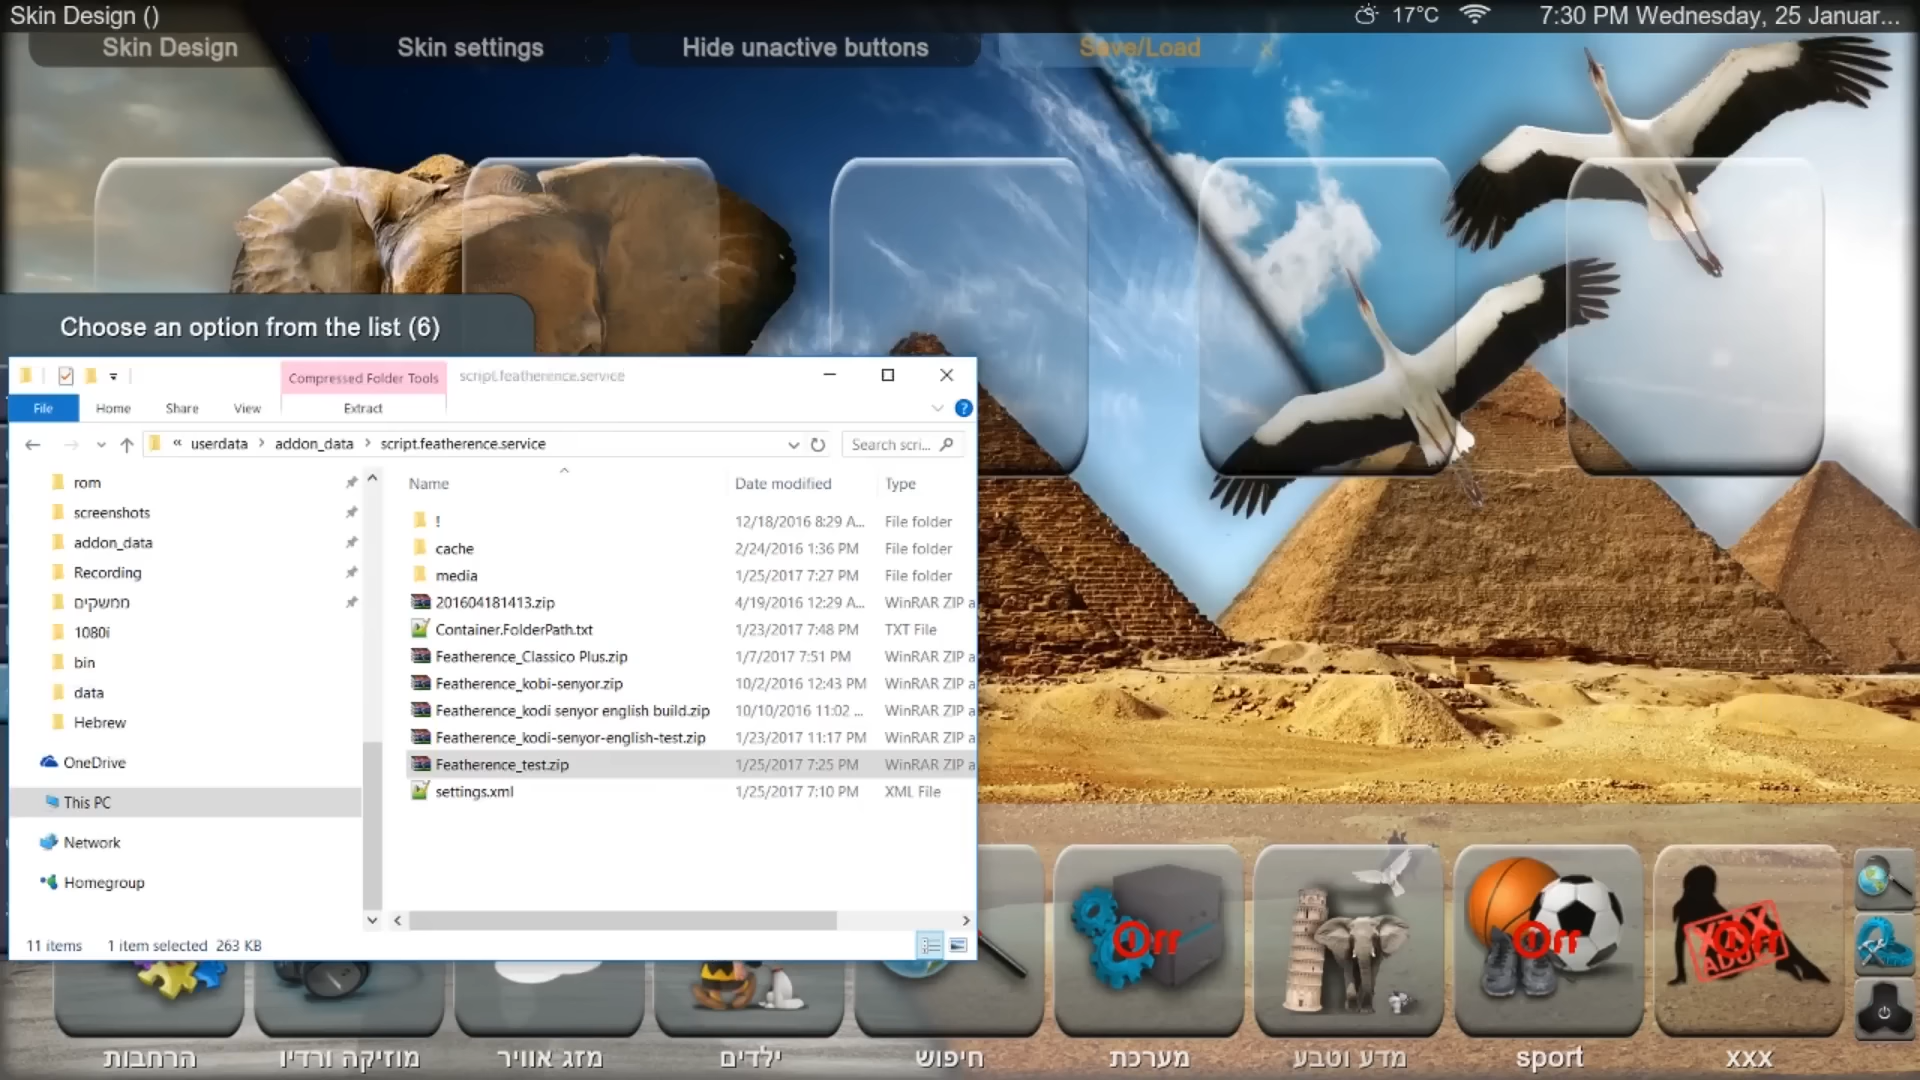 Skin Design ()
17°C
7:30 PM Wednesday, 25 Januar...
Skin Design
Skin settings
Hide unactive buttons
Save/Load
x
Choose an option from the list (6)
Compressed Folder Tools
script.featherence.service
File
Home
Share
View
Extract
?
« userdata > addon_data > script.featherence.service
Search scri...
rom
screenshots
addon_data
Recording
ממשקים
1080i
bin
data
Hebrew
OneDrive
This PC
Network
Homegroup
Name Date modified Type
! 12/18/2016 8:29 A... File folder
cache 2/24/2016 1:36 PM File folder
media 1/25/2017 7:27 PM File folder
201604181413.zip 4/19/2016 12:29 A... WinRAR ZIP a
Container.FolderPath.txt 1/23/2017 7:48 PM TXT File
Featherence_Classico Plus.zip 1/7/2017 7:51 PM WinRAR ZIP a
Featherence_kobi-senyor.zip 10/2/2016 12:43 PM WinRAR ZIP a
Featherence_kodi senyor english build.zip 10/10/2016 11:02 ... WinRAR ZIP a
Featherence_kodi-senyor-english-test.zip 1/23/2017 11:17 PM WinRAR ZIP a
Featherence_test.zip 1/25/2017 7:25 PM WinRAR ZIP a
settings.xml 1/25/2017 7:10 PM XML File
11 items 1 item selected 263 KB
Off
Off
Off
הרחבות
מוזיקה ורדיו
מזג אוויר
ילדים
חיפוש
מערכת
מדע וטבע
sport
xxx